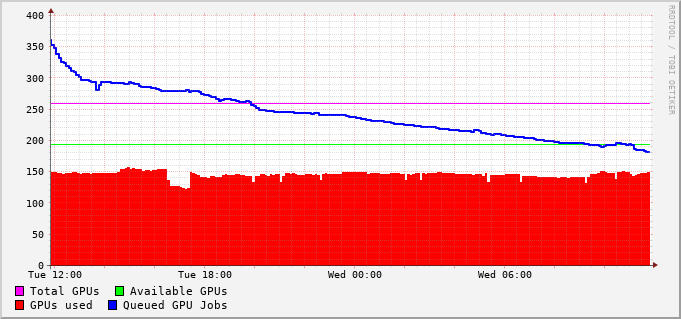 400
350
300
250
200
150
100
50
0
Tue 12:00 Tue 18:00 Wed 00:00 Wed 06:00
Total GPUs Available GPUs
GPUs used Queued GPU Jobs
RRDTOOL / TOBI OETIKER